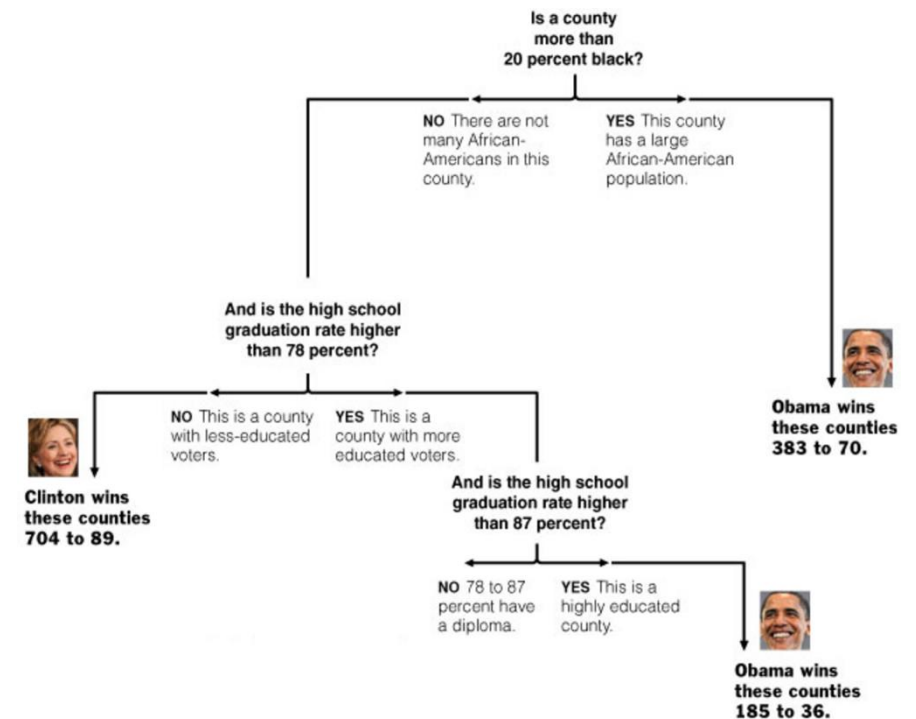 Is a county
more than
20 percent black?
NO There are not
many African-
Americans in this
county.
YES This county
has a large
African-American
population.
And is the high school
graduation rate higher
than 78 percent?
Obama wins
these counties
383 to 70.
NO This is a county
with less-educated
voters.
YES This is a
county with more
educated voters.
Clinton wins
these counties
704 to 89.
And is the high school
graduation rate higher
than 87 percent?
NO 78 to 87
percent have
a diploma.
YES This is a
highly educated
county.
Obama wins
these counties
185 to 36.